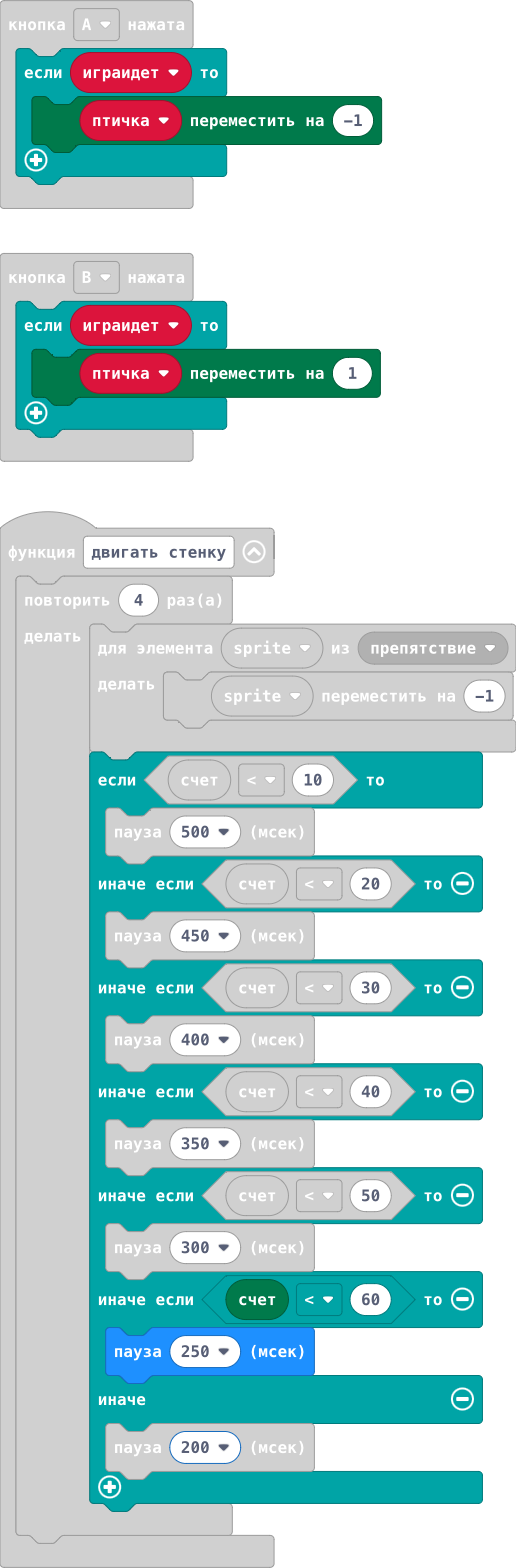 кнопка A нажата
если играидет то
птичка переместить на -1
кнопка B нажата
если играидет то
птичка переместить на 1
функция двигать стенку
повторить 4 раз(а)
делать
для элемента sprite из препятствие
делать
sprite переместить на -1
если счет < 10 то
пауза 500 (мсек)
иначе если счет < 20 то
пауза 450 (мсек)
иначе если счет < 30 то
пауза 400 (мсек)
иначе если счет < 40 то
пауза 350 (мсек)
иначе если счет < 50 то
пауза 300 (мсек)
иначе если счет < 60 то
пауза 250 (мсек)
иначе
пауза 200 (мсек)